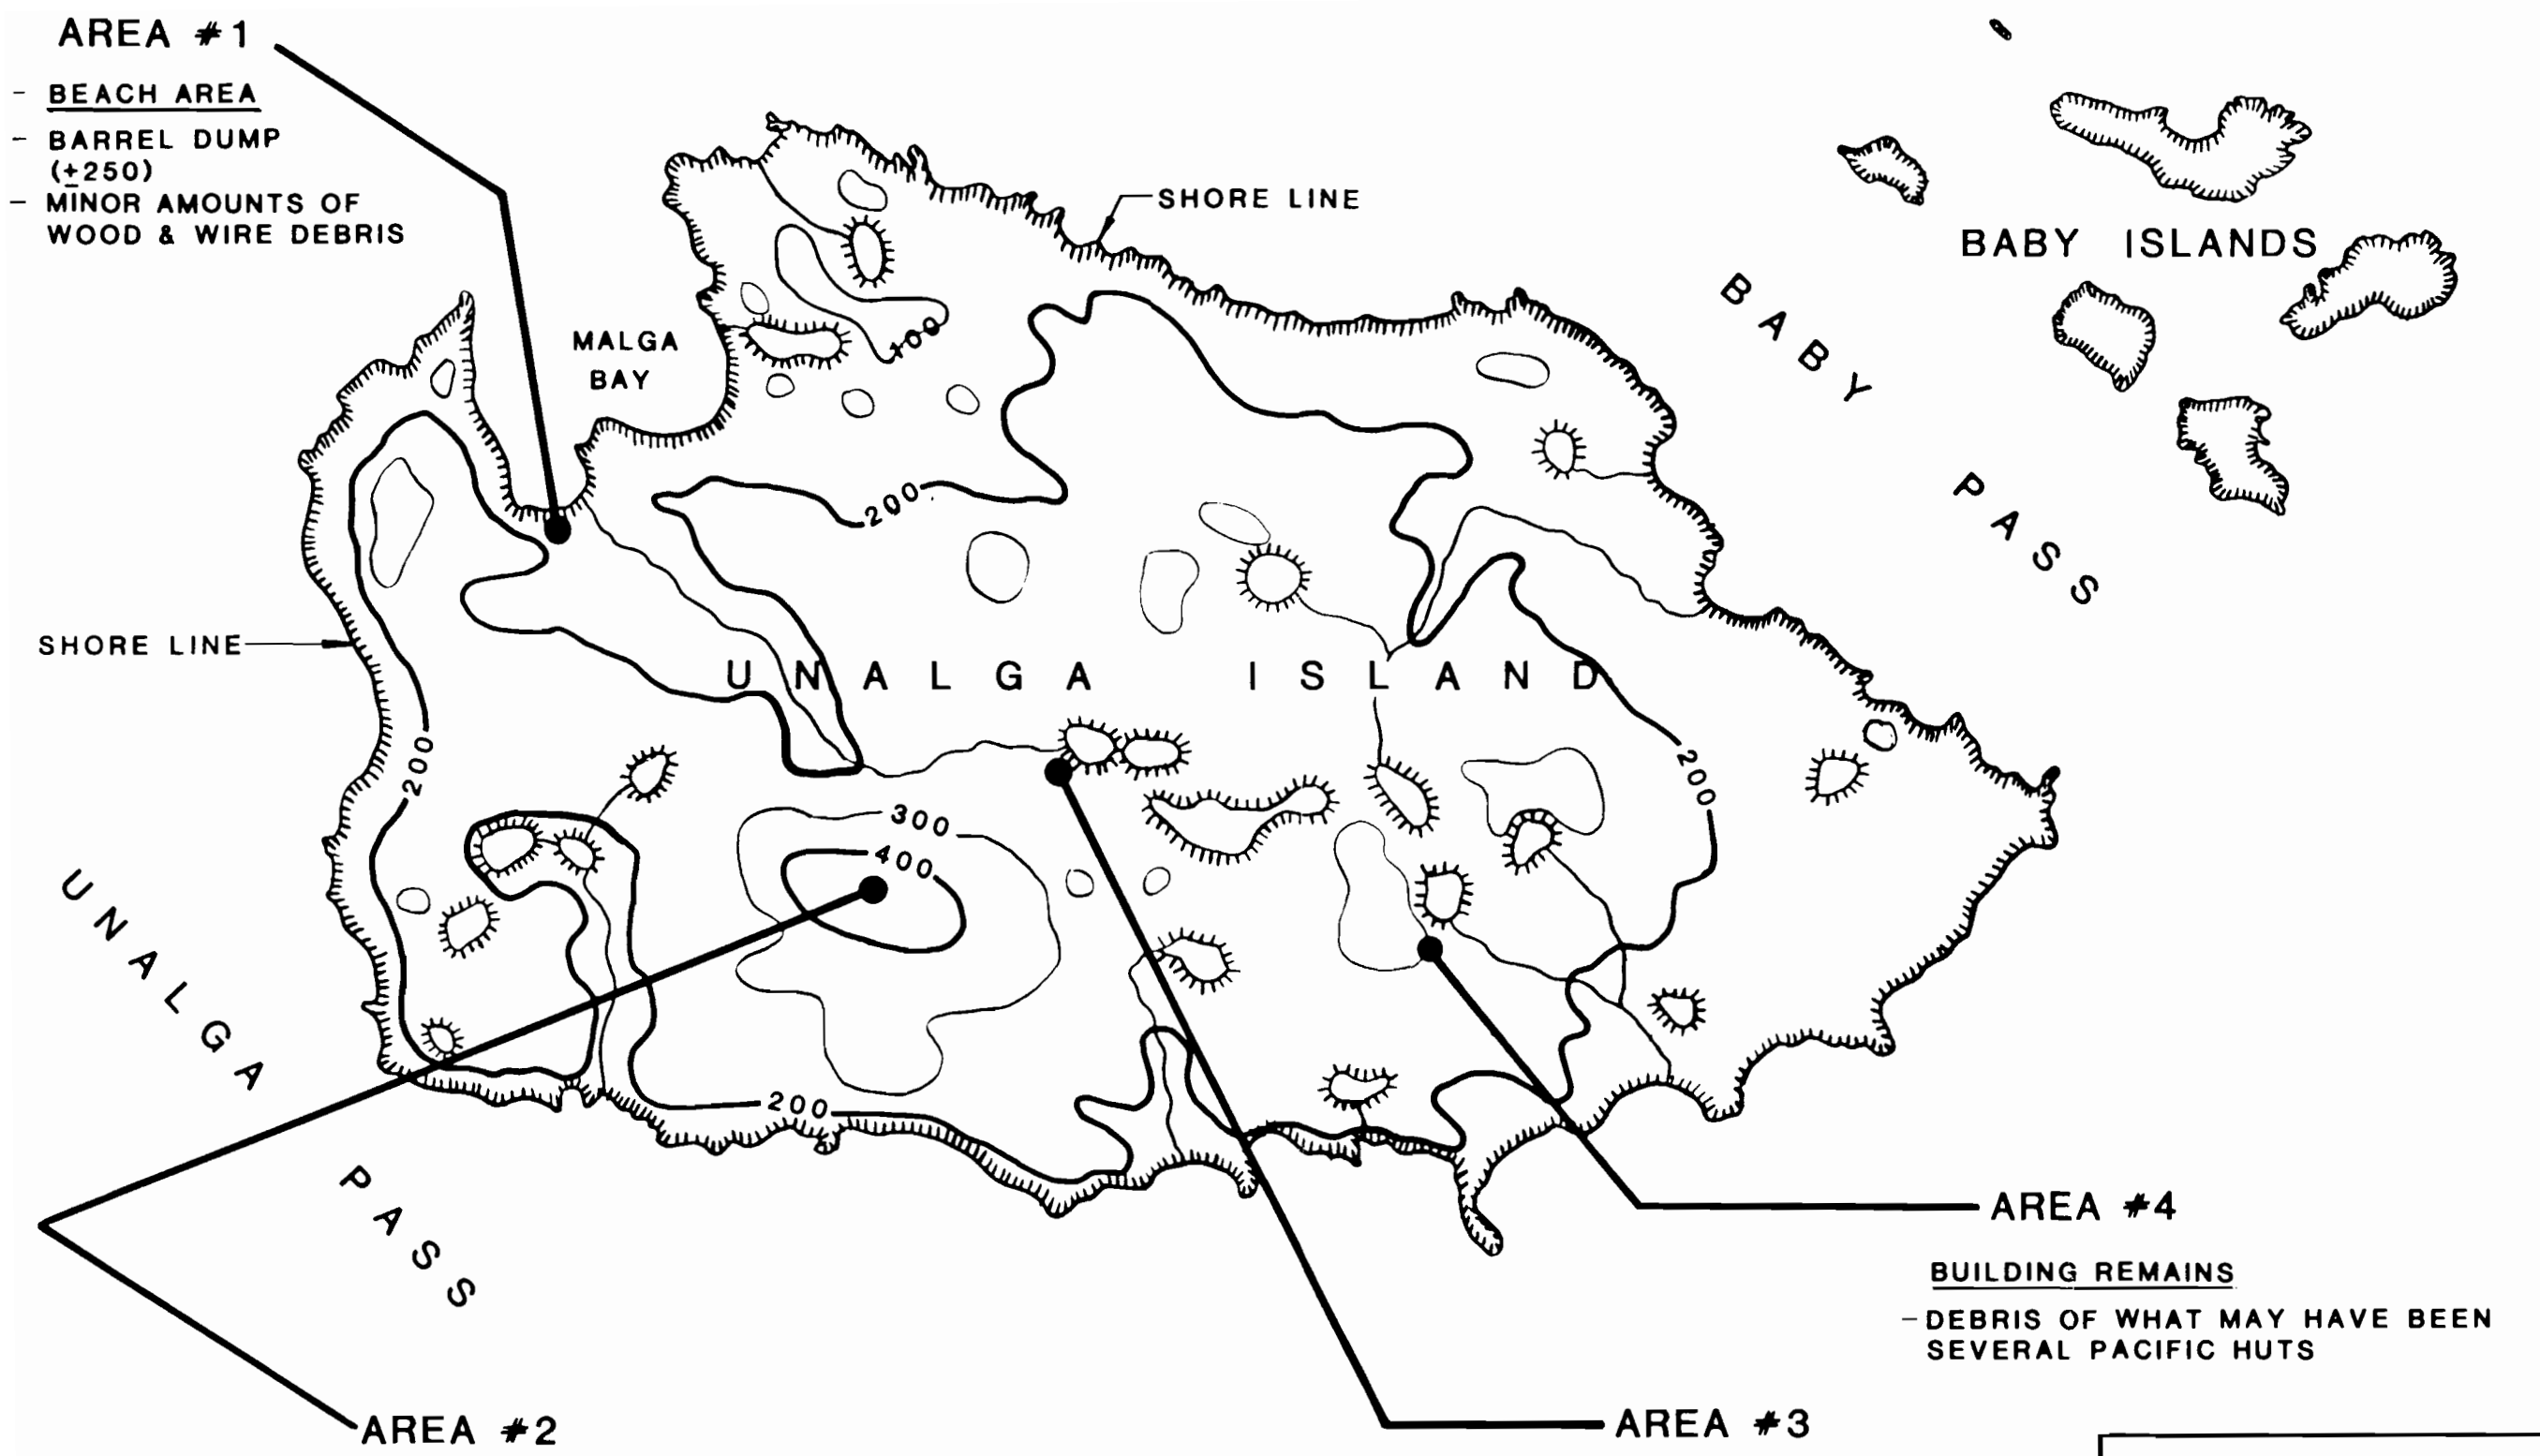 AREA #1
- BEACH AREA
- BARREL DUMP
(±250)
- MINOR AMOUNTS OF
WOOD & WIRE DEBRIS
SHORE LINE
BABY ISLANDS
BABY PASS
MALGA
BAY
100
200
SHORE LINE
UNALGA ISLAND
200
200
300
400
200
UNALGA PASS
AREA #4
BUILDING REMAINS
- DEBRIS OF WHAT MAY HAVE BEEN
SEVERAL PACIFIC HUTS
AREA #2
AREA #3